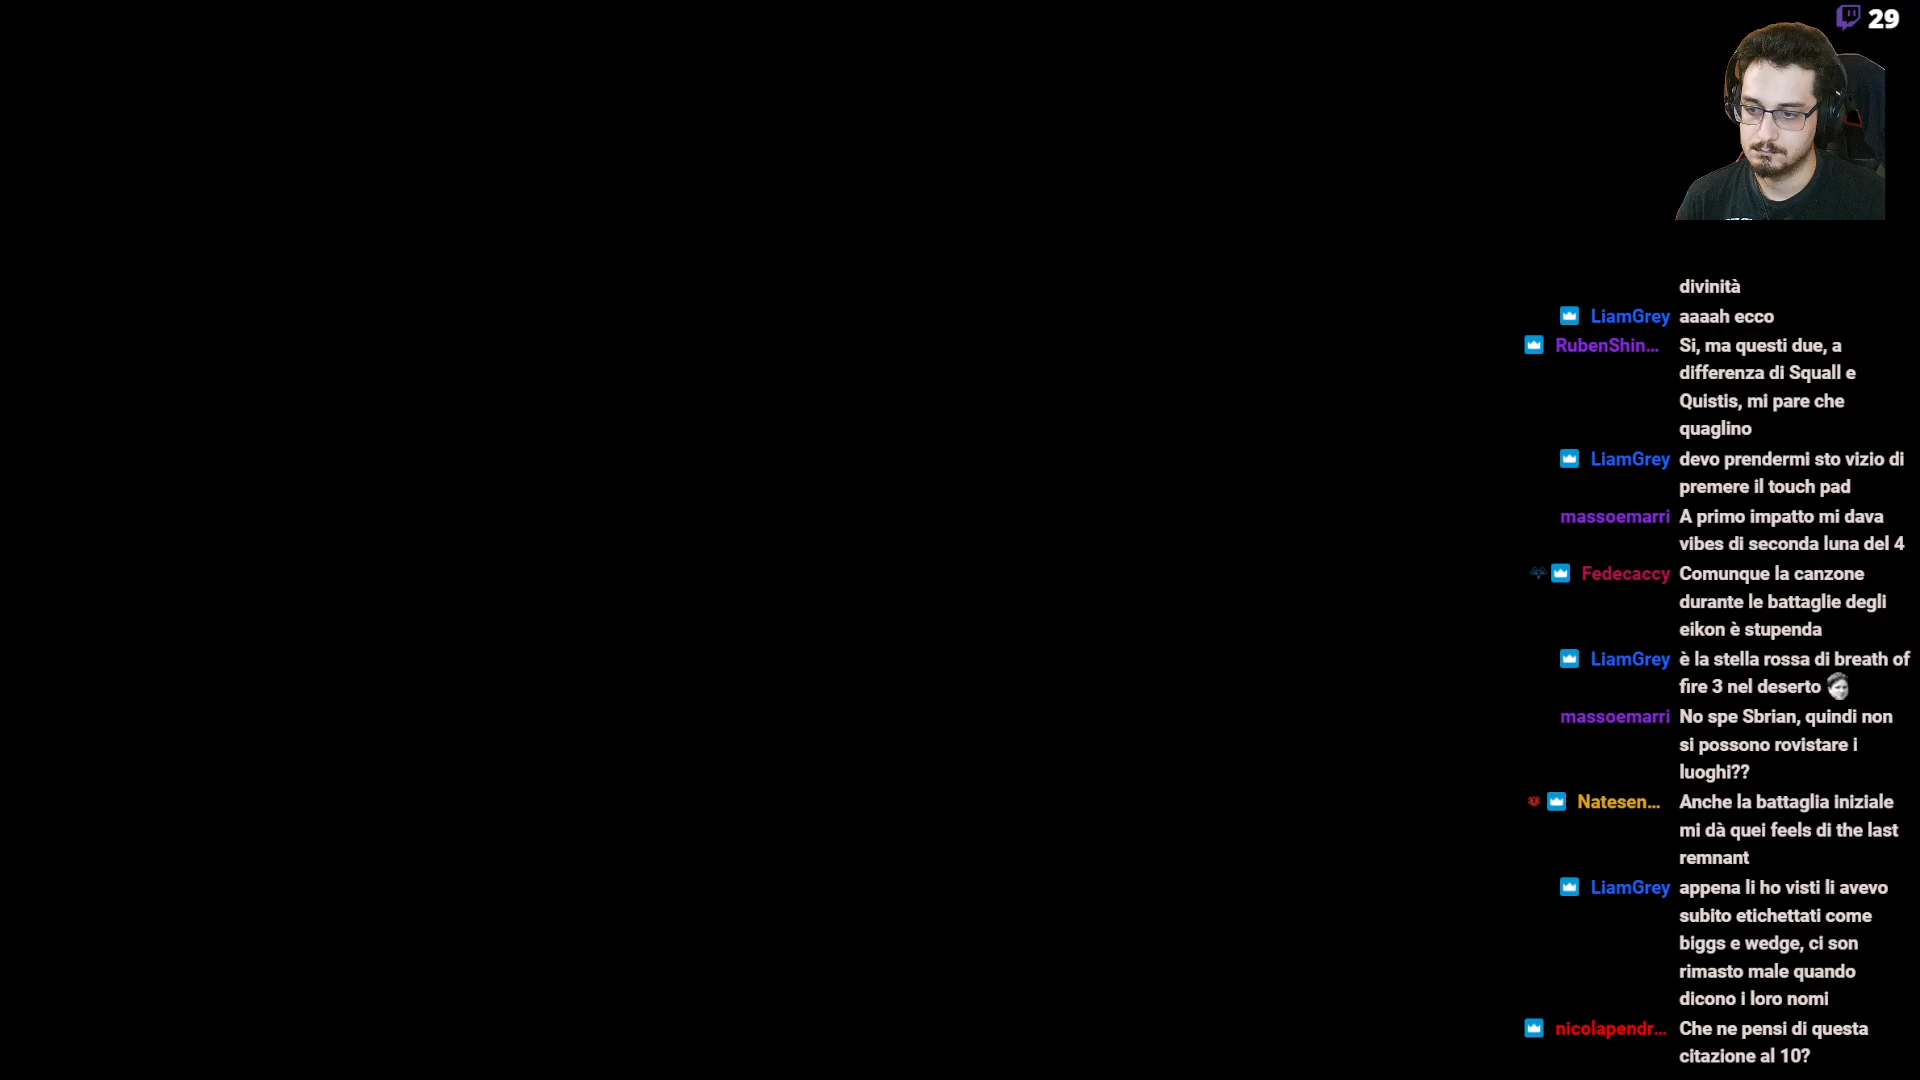 29
divinità
LiamGrey aaaah ecco
RubenShin... Si, ma questi due, a
differenza di Squall e
Quistis, mi pare che
quaglino
LiamGrey devo prendermi sto vizio di
premere il touch pad
massoemarri A primo impatto mi dava
vibes di seconda luna del 4
Fedecaccy Comunque la canzone
durante le battaglie degli
eikon è stupenda
LiamGrey è la stella rossa di breath of
fire 3 nel deserto
massoemarri No spe Sbrian, quindi non
si possono rovistare i
luoghi??
Natesen... Anche la battaglia iniziale
mi dà quei feels di the last
remnant
LiamGrey appena li ho visti li avevo
subito etichettati come
biggs e wedge, ci son
rimasto male quando
dicono i loro nomi
nicolapendr... Che ne pensi di questa
citazione al 10?